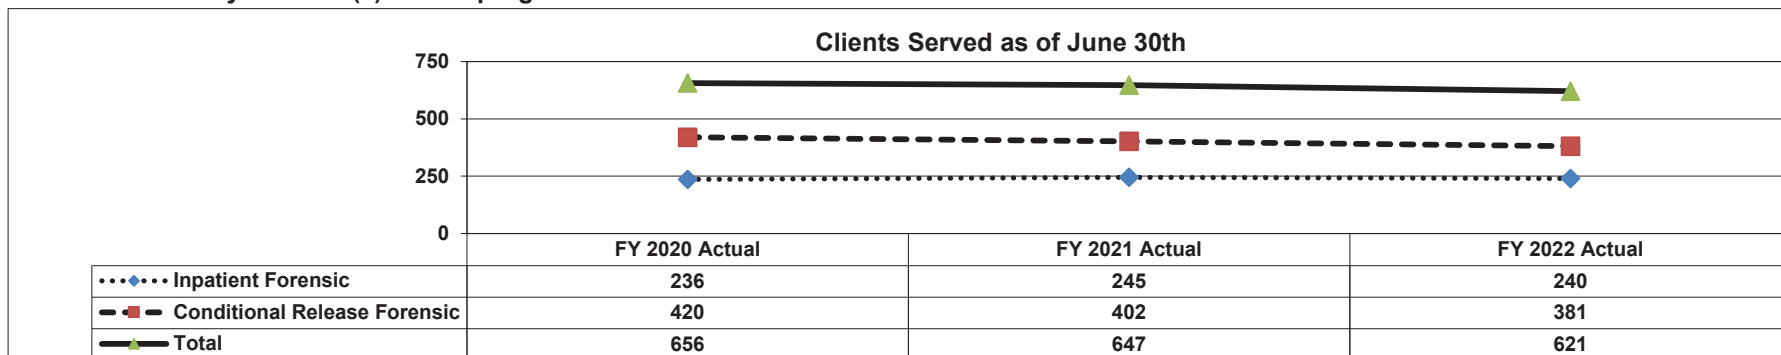 Clients Served as of June 30th
750
500
250
0
FY 2020 Actual FY 2021 Actual FY 2022 Actual
Inpatient Forensic 236 245 240
Conditional Release Forensic 420 402 381
Total 656 647 621